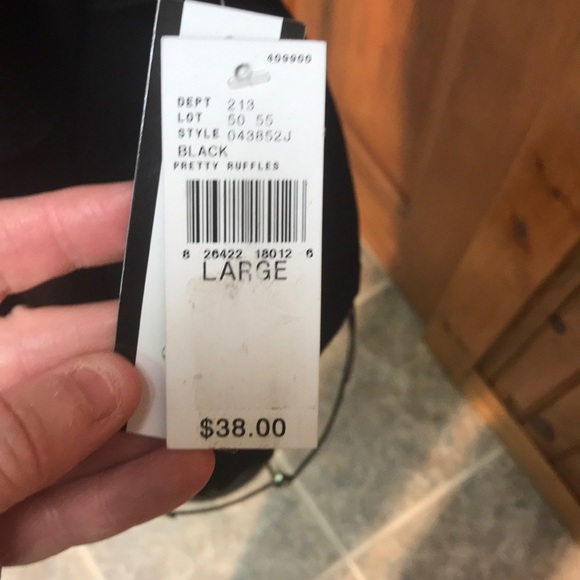 409900
DEPT 213
LOT 50 55
STYLE 043852J
BLACK
PRETTY RUFFLES
8 26422 18012 6
LARGE
$38.00